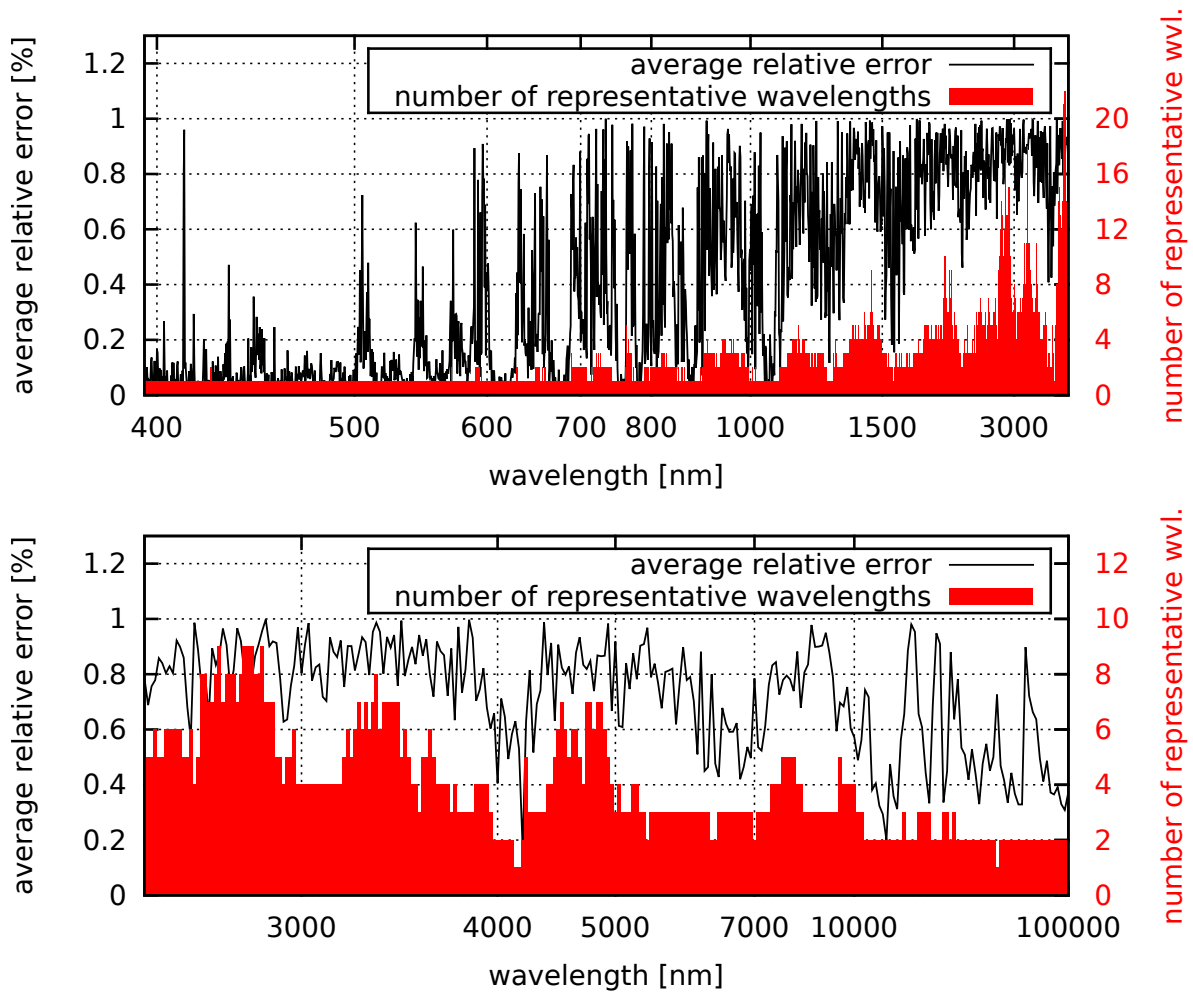 average relative error [%]
number of representative wvl.
average relative error
number of representative wavelengths
1.2
1
0.8
0.6
0.4
0.2
0
20
16
12
8
4
0
400 500 600 700 800 1000 1500 3000
wavelength [nm]
average relative error [%]
number of representative wvl.
average relative error
number of representative wavelengths
1.2
1
0.8
0.6
0.4
0.2
0
12
10
8
6
4
2
0
3000 4000 5000 7000 10000 100000
wavelength [nm]